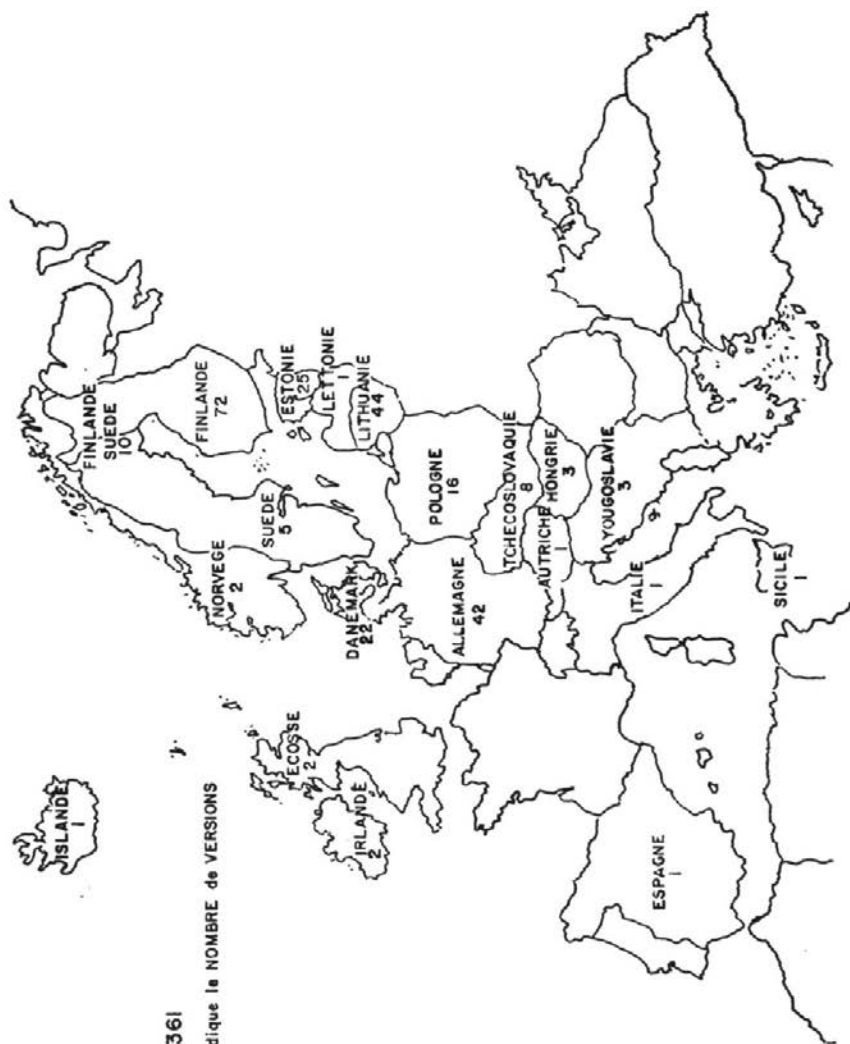 361
dique le NOMBRE de VERSIONS
ISLANDE
1
FINLANDE
SUEDE
101
FINLANDE
72
NORVEGE
2
SUEDE
5
ESTONIE
25
LETTONIE
1
LITHUANIE
44
DANEMARK
22
ECOSSE
2
IRLANDE
2
ALLEMAGNE
42
POLOGNE
16
TCHECOSLOVAQUIE
8
AUTRICHE
1
HONGRIE
3
YOUGOSLAVIE
3
ITALIE
1
SICILE
1
ESPAGNE
1